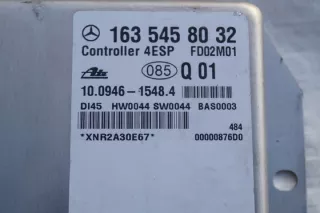 163 545 80 32
Controller 4ESP FD02M01
Ate 085 Q 01
10.0946-1548.4
DI45 HW0044 SW0044 BAS0003
484
*XNR2A30E67* 00000876D0